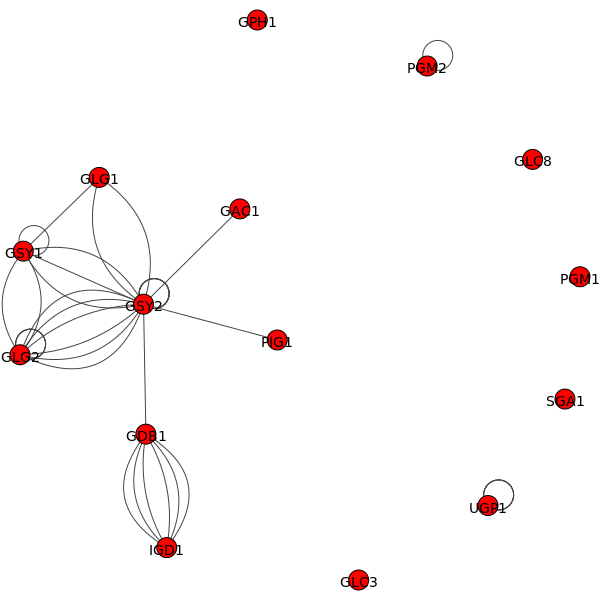 GPH1
PGM2
GLC8
GLG1
GAC1
GSY1
PGM1
GSY2
PIG1
GLG2
SGA1
GDB1
UGP1
IGD1
GLC3